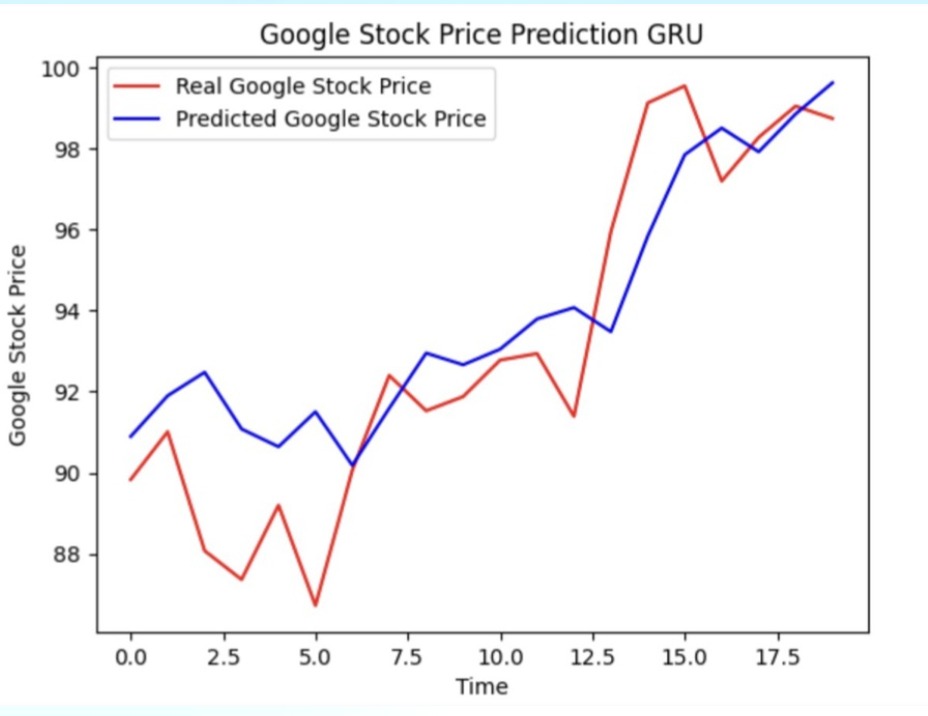 Google Stock Price Prediction GRU
Real Google Stock Price
Predicted Google Stock Price
100
98
96
94
92
90
88
Google Stock Price
0.0 2.5 5.0 7.5 10.0 12.5 15.0 17.5
Time